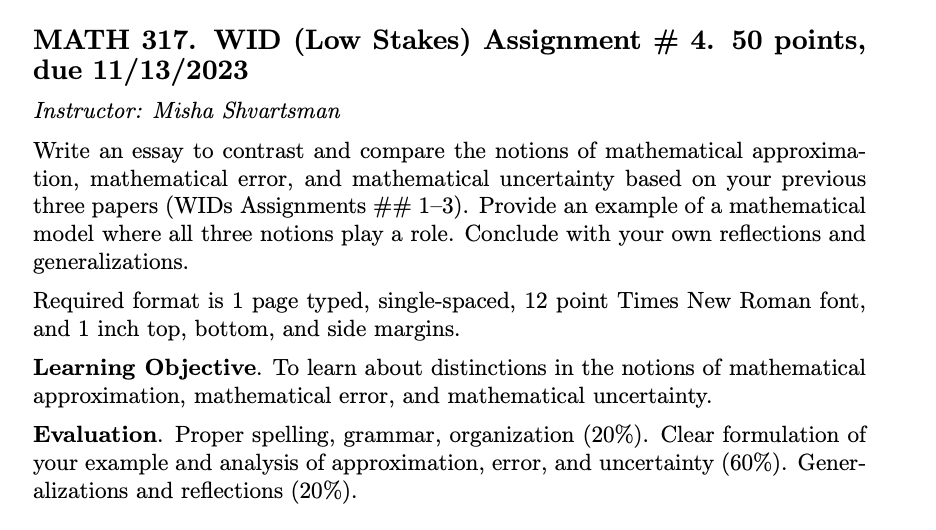 MATH 317. WID (Low Stakes) Assignment # 4. 50 points,
due 11/13/2023
Instructor: Misha Shvartsman
Write an essay to contrast and compare the notions of mathematical approxima-
tion, mathematical error, and mathematical uncertainty based on your previous
three papers (WIDs Assignments ## 1–3). Provide an example of a mathematical
model where all three notions play a role. Conclude with your own reflections and
generalizations.
Required format is 1 page typed, single-spaced, 12 point Times New Roman font,
and 1 inch top, bottom, and side margins.
Learning Objective. To learn about distinctions in the notions of mathematical
approximation, mathematical error, and mathematical uncertainty.
Evaluation. Proper spelling, grammar, organization (20%). Clear formulation of
your example and analysis of approximation, error, and uncertainty (60%). Gener-
alizations and reflections (20%).